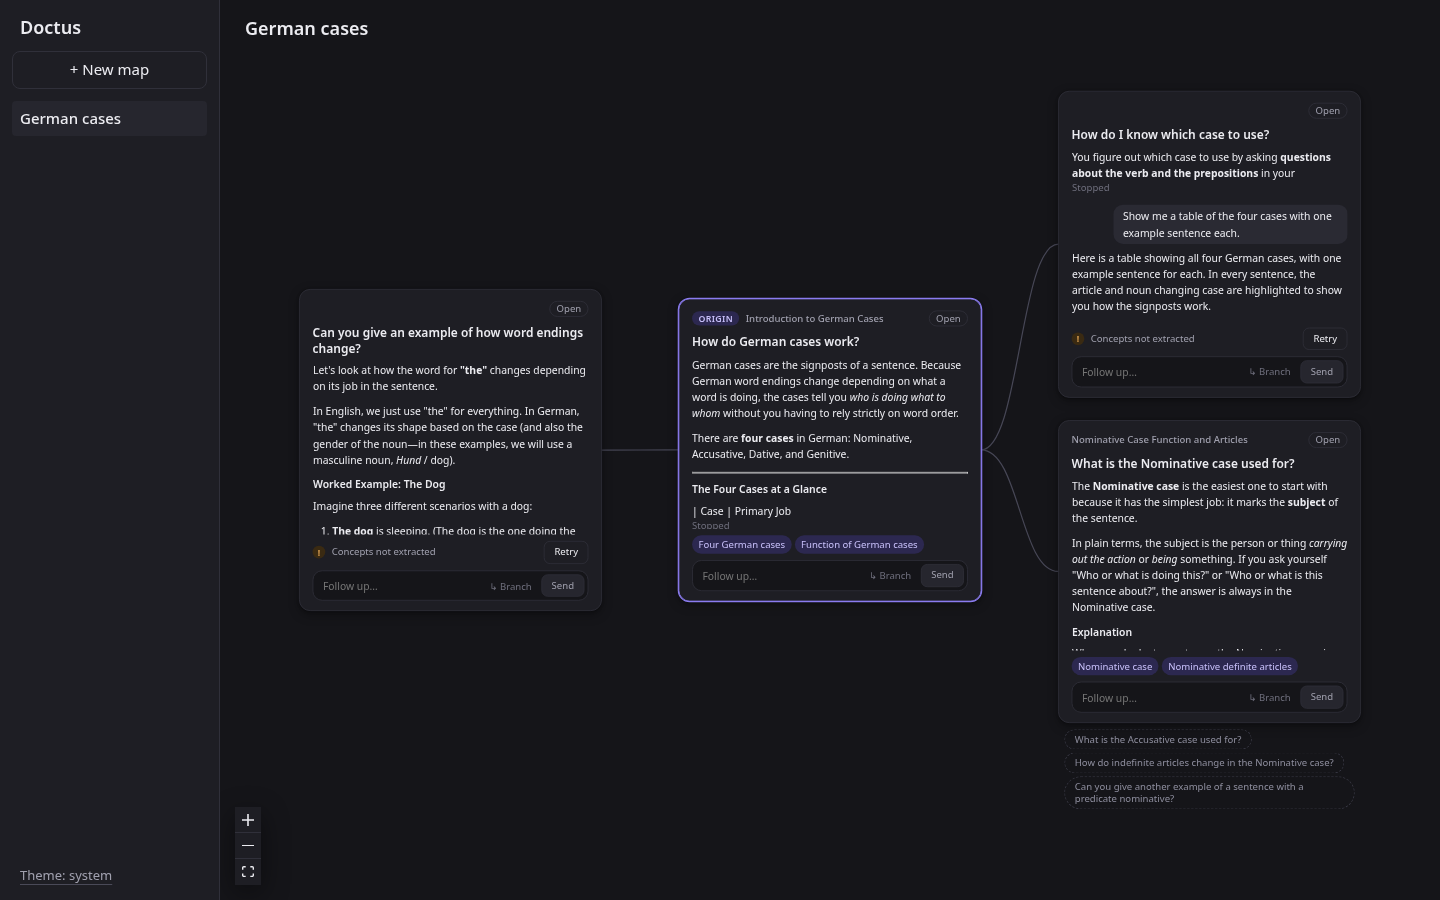 Doctus
+ New map
German cases
Theme: system
German cases
Open
Can you give an example of how word endings
change?
Let's look at how the word for "the" changes depending
on its job in the sentence.
In English, we just use "the" for everything. In German,
"the" changes its shape based on the case (and also the
gender of the noun—in these examples, we will use a
masculine noun, Hund / dog).
Worked Example: The Dog
Imagine three different scenarios with a dog:
1. The dog is sleeping. (The dog is the one doing the
! Concepts not extracted
Retry
Follow up...
↳ Branch
Send
ORIGIN
Introduction to German Cases
Open
How do German cases work?
German cases are the signposts of a sentence. Because
German word endings change depending on what a
word is doing, the cases tell you who is doing what to
whom without you having to rely strictly on word order.
There are four cases in German: Nominative,
Accusative, Dative, and Genitive.
The Four Cases at a Glance
| Case | Primary Job
Stopped
Four German cases
Function of German cases
Follow up...
↳ Branch
Send
Open
How do I know which case to use?
You figure out which case to use by asking questions
about the verb and the prepositions in your
Stopped
Show me a table of the four cases with one
example sentence each.
Here is a table showing all four German cases, with one
example sentence for each. In every sentence, the
article and noun changing case are highlighted to show
you how the signposts work.
! Concepts not extracted
Retry
Follow up...
↳ Branch
Send
Nominative Case Function and Articles
Open
What is the Nominative case used for?
The Nominative case is the easiest one to start with
because it has the simplest job: it marks the subject of
the sentence.
In plain terms, the subject is the person or thing carrying
out the action or being something. If you ask yourself
"Who or what is doing this?" or "Who or what is this
sentence about?", the answer is always in the
Nominative case.
Explanation
Nominative case
Nominative definite articles
Follow up...
↳ Branch
Send
What is the Accusative case used for?
How do indefinite articles change in the Nominative case?
Can you give another example of a sentence with a
predicate nominative?